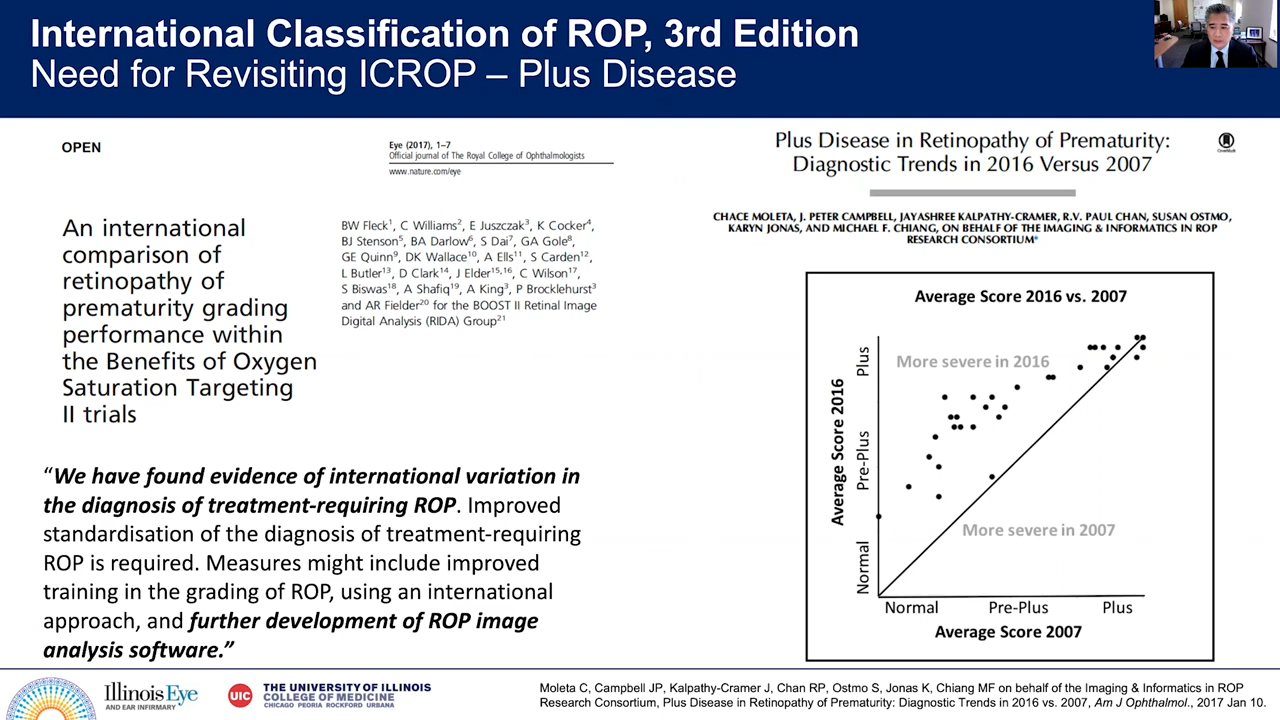 International Classification of ROP, 3rd Edition
Need for Revisiting ICROP – Plus Disease
OPEN
Eye (2017), 1–7
Official journal of The Royal College of Ophthalmologists
www.nature.com/eye
An international
comparison of
retinopathy of
prematurity grading
performance within
the Benefits of Oxygen
Saturation Targeting
II trials
BW Fleck1, C Williams2, E Juszczak3, K Cocker4,
BJ Stenson5, BA Darlow6, S Dai7, GA Gole8,
GE Quinn9, DK Wallace10, A Ells11, S Carden12,
L Butler13, D Clark14, J Elder15,16, C Wilson17,
S Biswas18, A Shafiq19, A King3, P Brocklehurst3
and AR Fielder20 for the BOOST II Retinal Image
Digital Analysis (RIDA) Group21
“We have found evidence of international variation in
the diagnosis of treatment-requiring ROP. Improved
standardisation of the diagnosis of treatment-requiring
ROP is required. Measures might include improved
training in the grading of ROP, using an international
approach, and further development of ROP image
analysis software.”
Plus Disease in Retinopathy of Prematurity:
Diagnostic Trends in 2016 Versus 2007
CHACE MOLETA, J. PETER CAMPBELL, JAYASHREE KALPATHY-CRAMER, R.V. PAUL CHAN, SUSAN OSTMO,
KARYN JONAS, AND MICHAEL F. CHIANG, ON BEHALF OF THE IMAGING & INFORMATICS IN ROP
RESEARCH CONSORTIUM*
Average Score 2016 vs. 2007
More severe in 2016
More severe in 2007
Average Score 2016
Plus
Pre-Plus
Normal
Normal Pre-Plus Plus
Average Score 2007
Illinois Eye
AND EAR INFIRMARY
UIC
THE UNIVERSITY OF ILLINOIS
COLLEGE OF MEDICINE
CHICAGO PEORIA ROCKFORD URBANA
Moleta C, Campbell JP, Kalpathy-Cramer J, Chan RP, Ostmo S, Jonas K, Chiang MF on behalf of the Imaging & Informatics in ROP
Research Consortium, Plus Disease in Retinopathy of Prematurity: Diagnostic Trends in 2016 vs. 2007, Am J Ophthalmol., 2017 Jan 10.